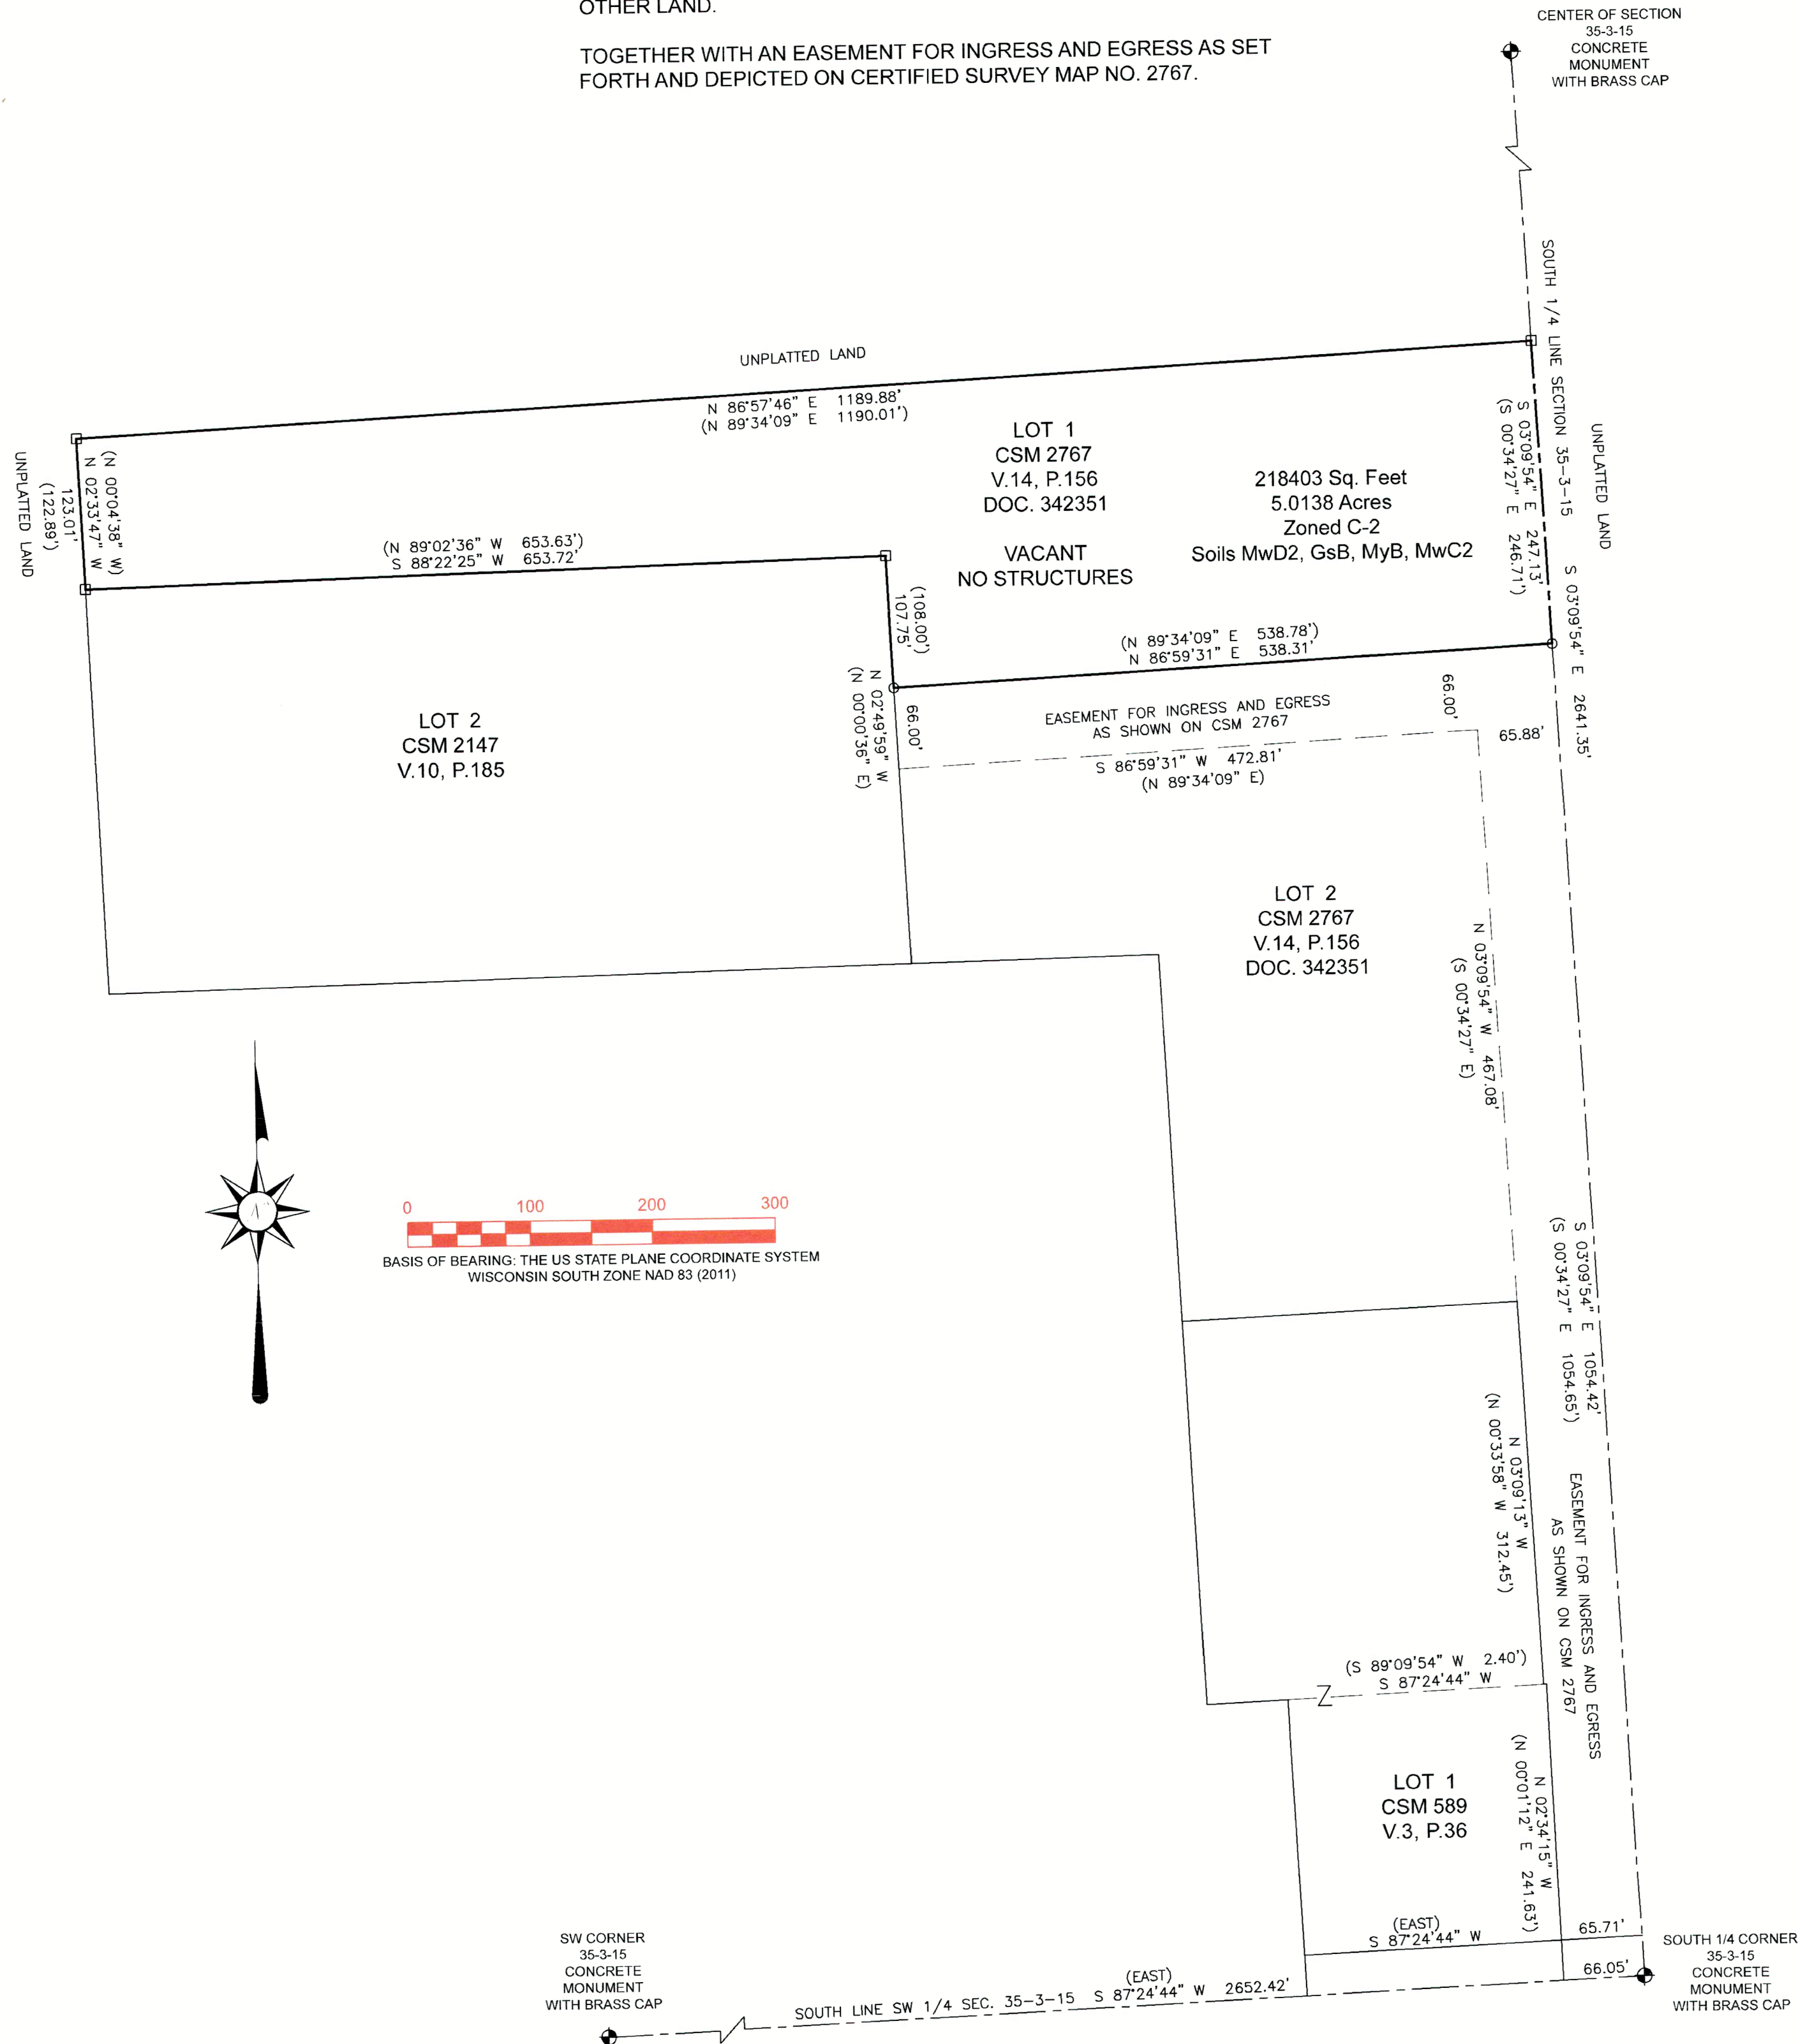 OTHER LAND.
TOGETHER WITH AN EASEMENT FOR INGRESS AND EGRESS AS SET
FORTH AND DEPICTED ON CERTIFIED SURVEY MAP NO. 2767.
CENTER OF SECTION
35-3-15
CONCRETE
MONUMENT
WITH BRASS CAP
SOUTH 1/4 LINE SECTION 35-3-15 S 03°09'54" E 2641.35'
UNPLATTED LAND
N 86°57'46" E 1189.88'
(N 89°34'09" E 1190.01')
S 03°09'54" E 247.13'
(S 00°34'27" E 246.71')
UNPLATTED LAND
LOT 1
CSM 2767
V.14, P.156
DOC. 342351
VACANT
NO STRUCTURES
218403 Sq. Feet
5.0138 Acres
Zoned C-2
Soils MwD2, GsB, MyB, MwC2
(N 00°04'38" W)
N 02°33'47" W
123.01'
(122.89')
UNPLATTED LAND
(N 89°02'36" W 653.63')
S 88°22'25" W 653.72'
(108.00')
107.75'
(N 89°34'09" E 538.78')
N 86°59'31" E 538.31'
N 02°49'59" W
(N 00°00'36" E)
66.00'
EASEMENT FOR INGRESS AND EGRESS
AS SHOWN ON CSM 2767
66.00'
65.88'
S 86°59'31" W 472.81'
(N 89°34'09" E)
LOT 2
CSM 2147
V.10, P.185
LOT 2
CSM 2767
V.14, P.156
DOC. 342351
N 03°09'54" W 467.08'
(S 00°34'27" E)
0 100 200 300
BASIS OF BEARING: THE US STATE PLANE COORDINATE SYSTEM
WISCONSIN SOUTH ZONE NAD 83 (2011)
S 03°09'54" E 1054.42'
(S 00°34'27" E 1054.65')
N 03°09'13" W
(N 00°33'58" W 312.45')
EASEMENT FOR INGRESS AND EGRESS
AS SHOWN ON CSM 2767
(S 89°09'54" W 2.40')
S 87°24'44" W
LOT 1
CSM 589
V.3, P.36
N 02°34'15" W
(N 00°01'12" E 241.63')
(EAST)
S 87°24'44" W
65.71'
66.05'
SOUTH 1/4 CORNER
35-3-15
CONCRETE
MONUMENT
WITH BRASS CAP
SW CORNER
35-3-15
CONCRETE
MONUMENT
WITH BRASS CAP
(EAST)
SOUTH LINE SW 1/4 SEC. 35-3-15 S 87°24'44" W 2652.42'